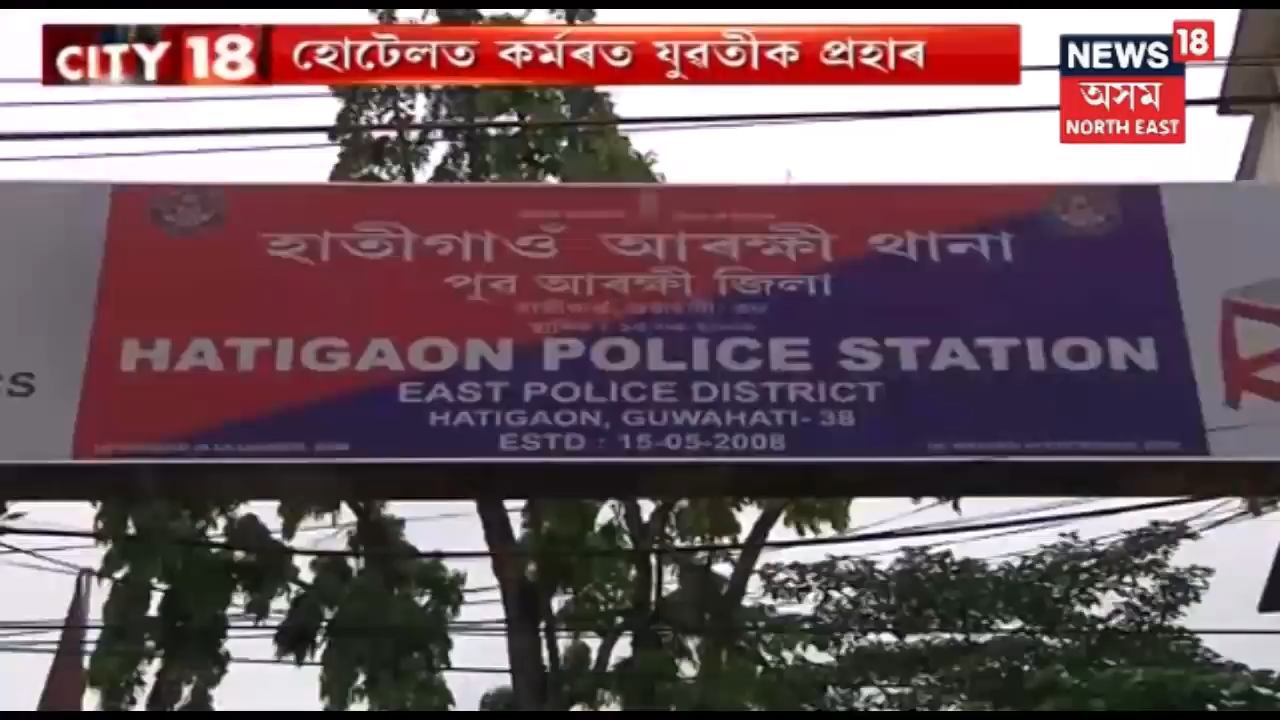 CITY 18 হোটেলত কৰ্মৰত যুৱতীক প্ৰহাৰ
NEWS 18
অসম
NORTH EAST
হাতীগাওঁ আৰক্ষী থানা
পুব আৰক্ষী জিলা
HATIGAON POLICE STATION
EAST POLICE DISTRICT
HATIGAON, GUWAHATI- 38
ESTD : 15-05-2008